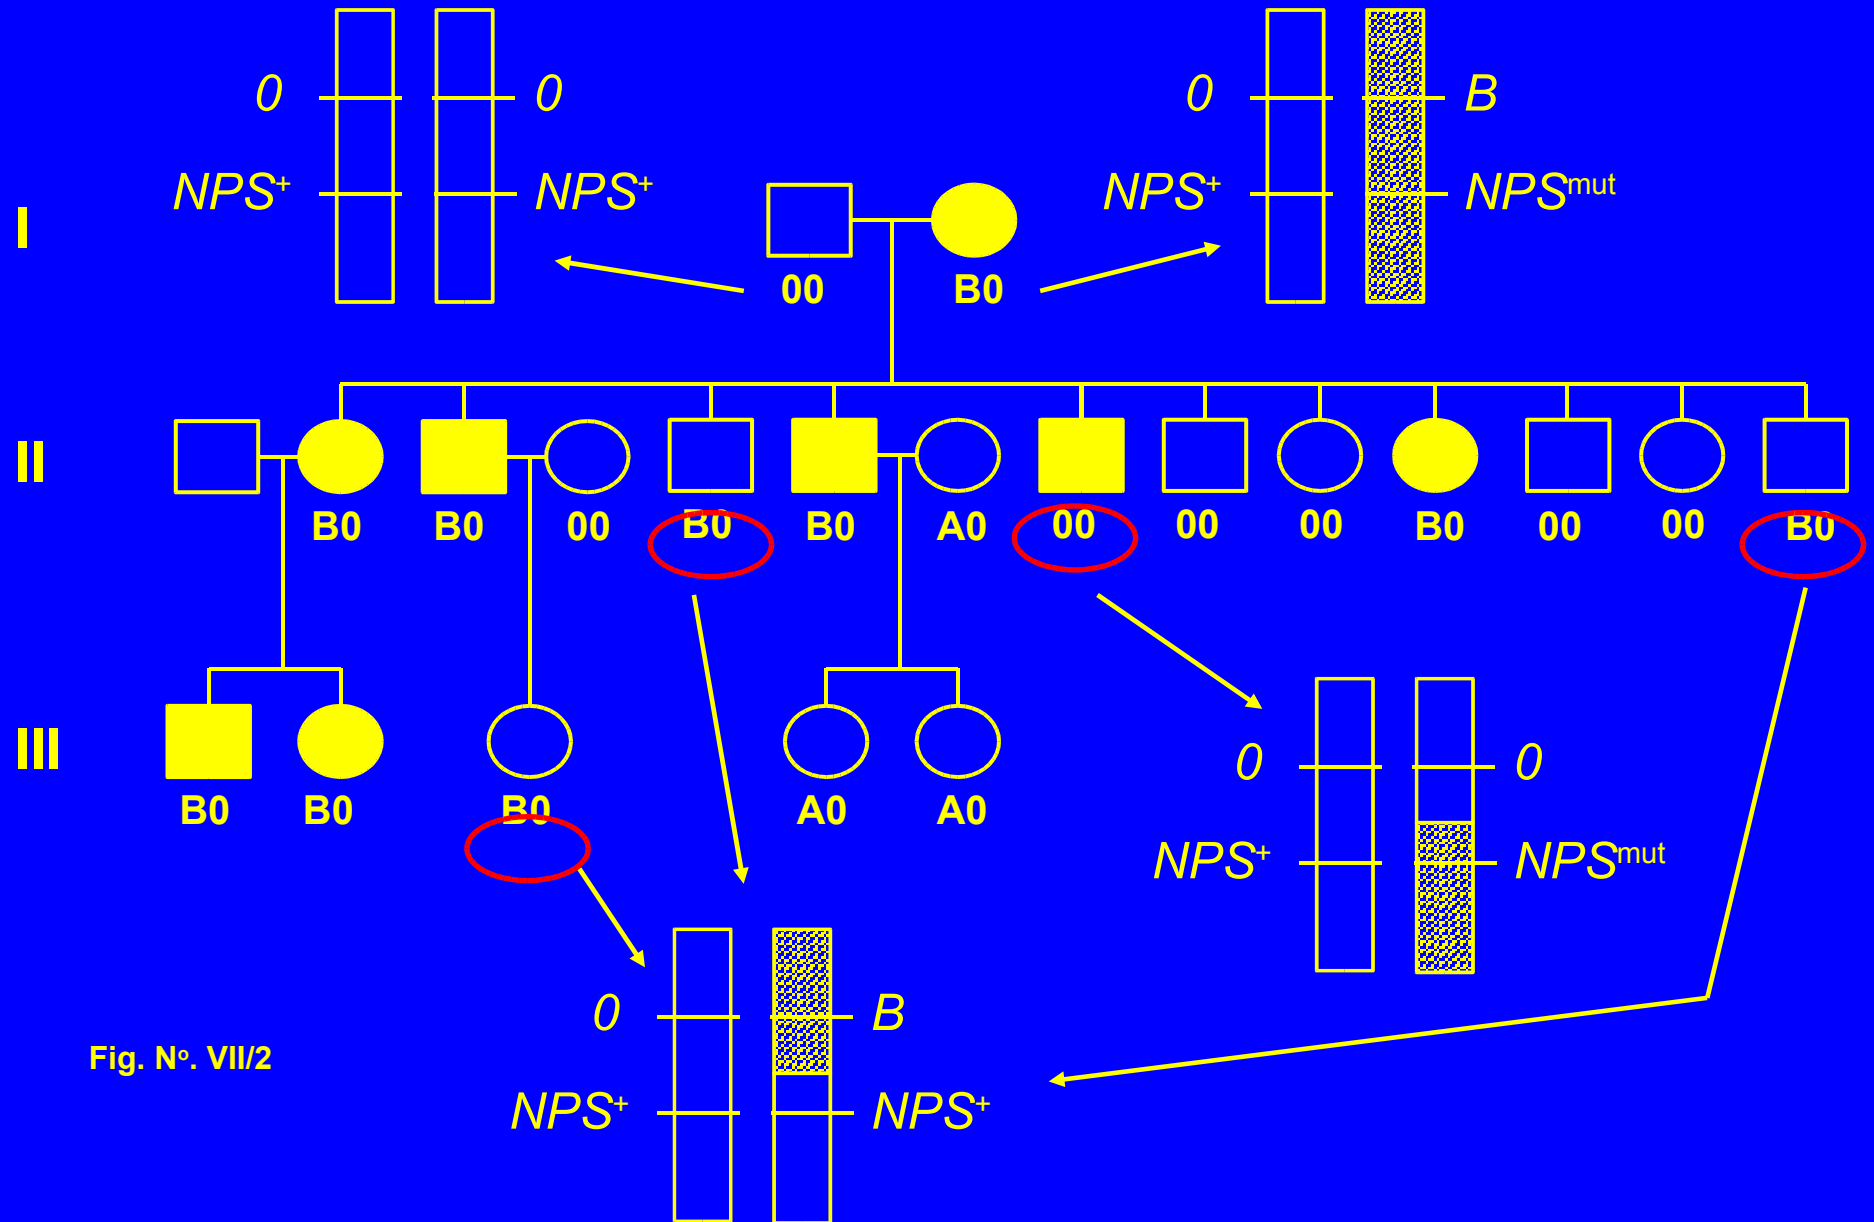 0 0 0 B
NPS⁺ NPS⁺ NPS⁺ NPSᵐᵘᵗ
I
00 B0
II
B0 B0 00 B0 B0 A0 00 00 00 B0 00 00 B0
III
B0 B0 B0 A0 A0
0 0
NPS⁺ NPSᵐᵘᵗ
0 B
Fig. Nº. VII/2
NPS⁺ NPS⁺